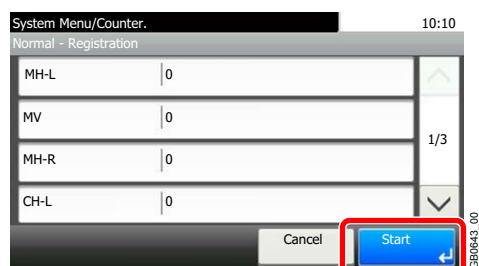 System Menu/Counter. 10:10
Normal - Registration
MH-L 0
MV 0
1/3
MH-R 0
CH-L 0
Cancel Start
GB0643_00